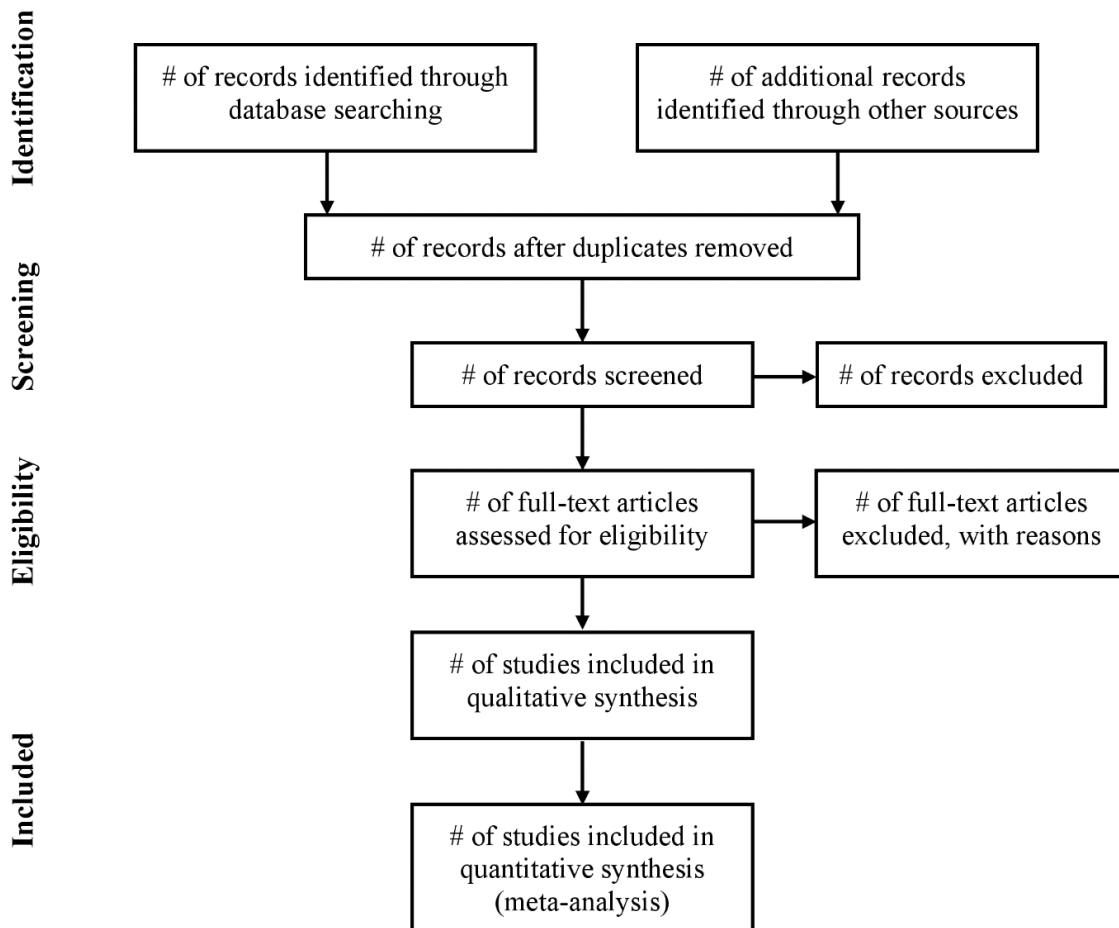 Identification
# of records identified through
database searching
# of additional records
identified through other sources
# of records after duplicates removed
Screening
# of records screened
# of records excluded
Eligibility
# of full-text articles
assessed for eligibility
# of full-text articles
excluded, with reasons
Included
# of studies included in
qualitative synthesis
# of studies included in
quantitative synthesis
(meta-analysis)